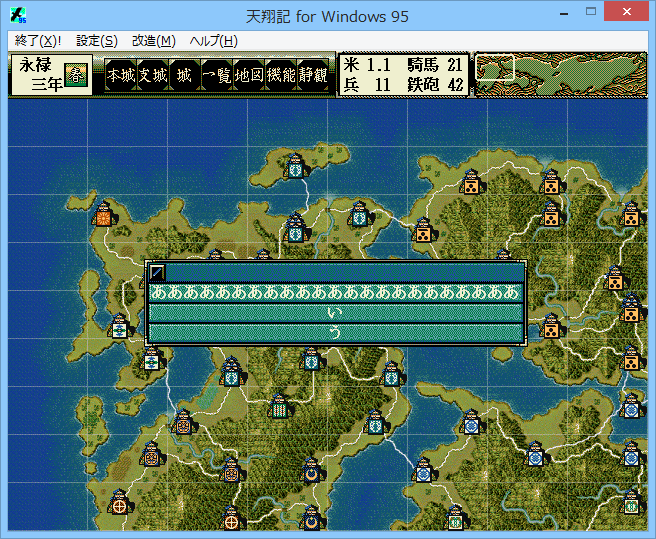 天翔記 for Windows 95
終了(X)! 設定(S) 改造(M) ヘルプ(H)
永禄
三年
春
本城 支城 城 一覧 地図 機能 静観
米 1.1 騎馬 21
兵 11 鉄砲 42
あああああああああああああああああああああああ
い
う